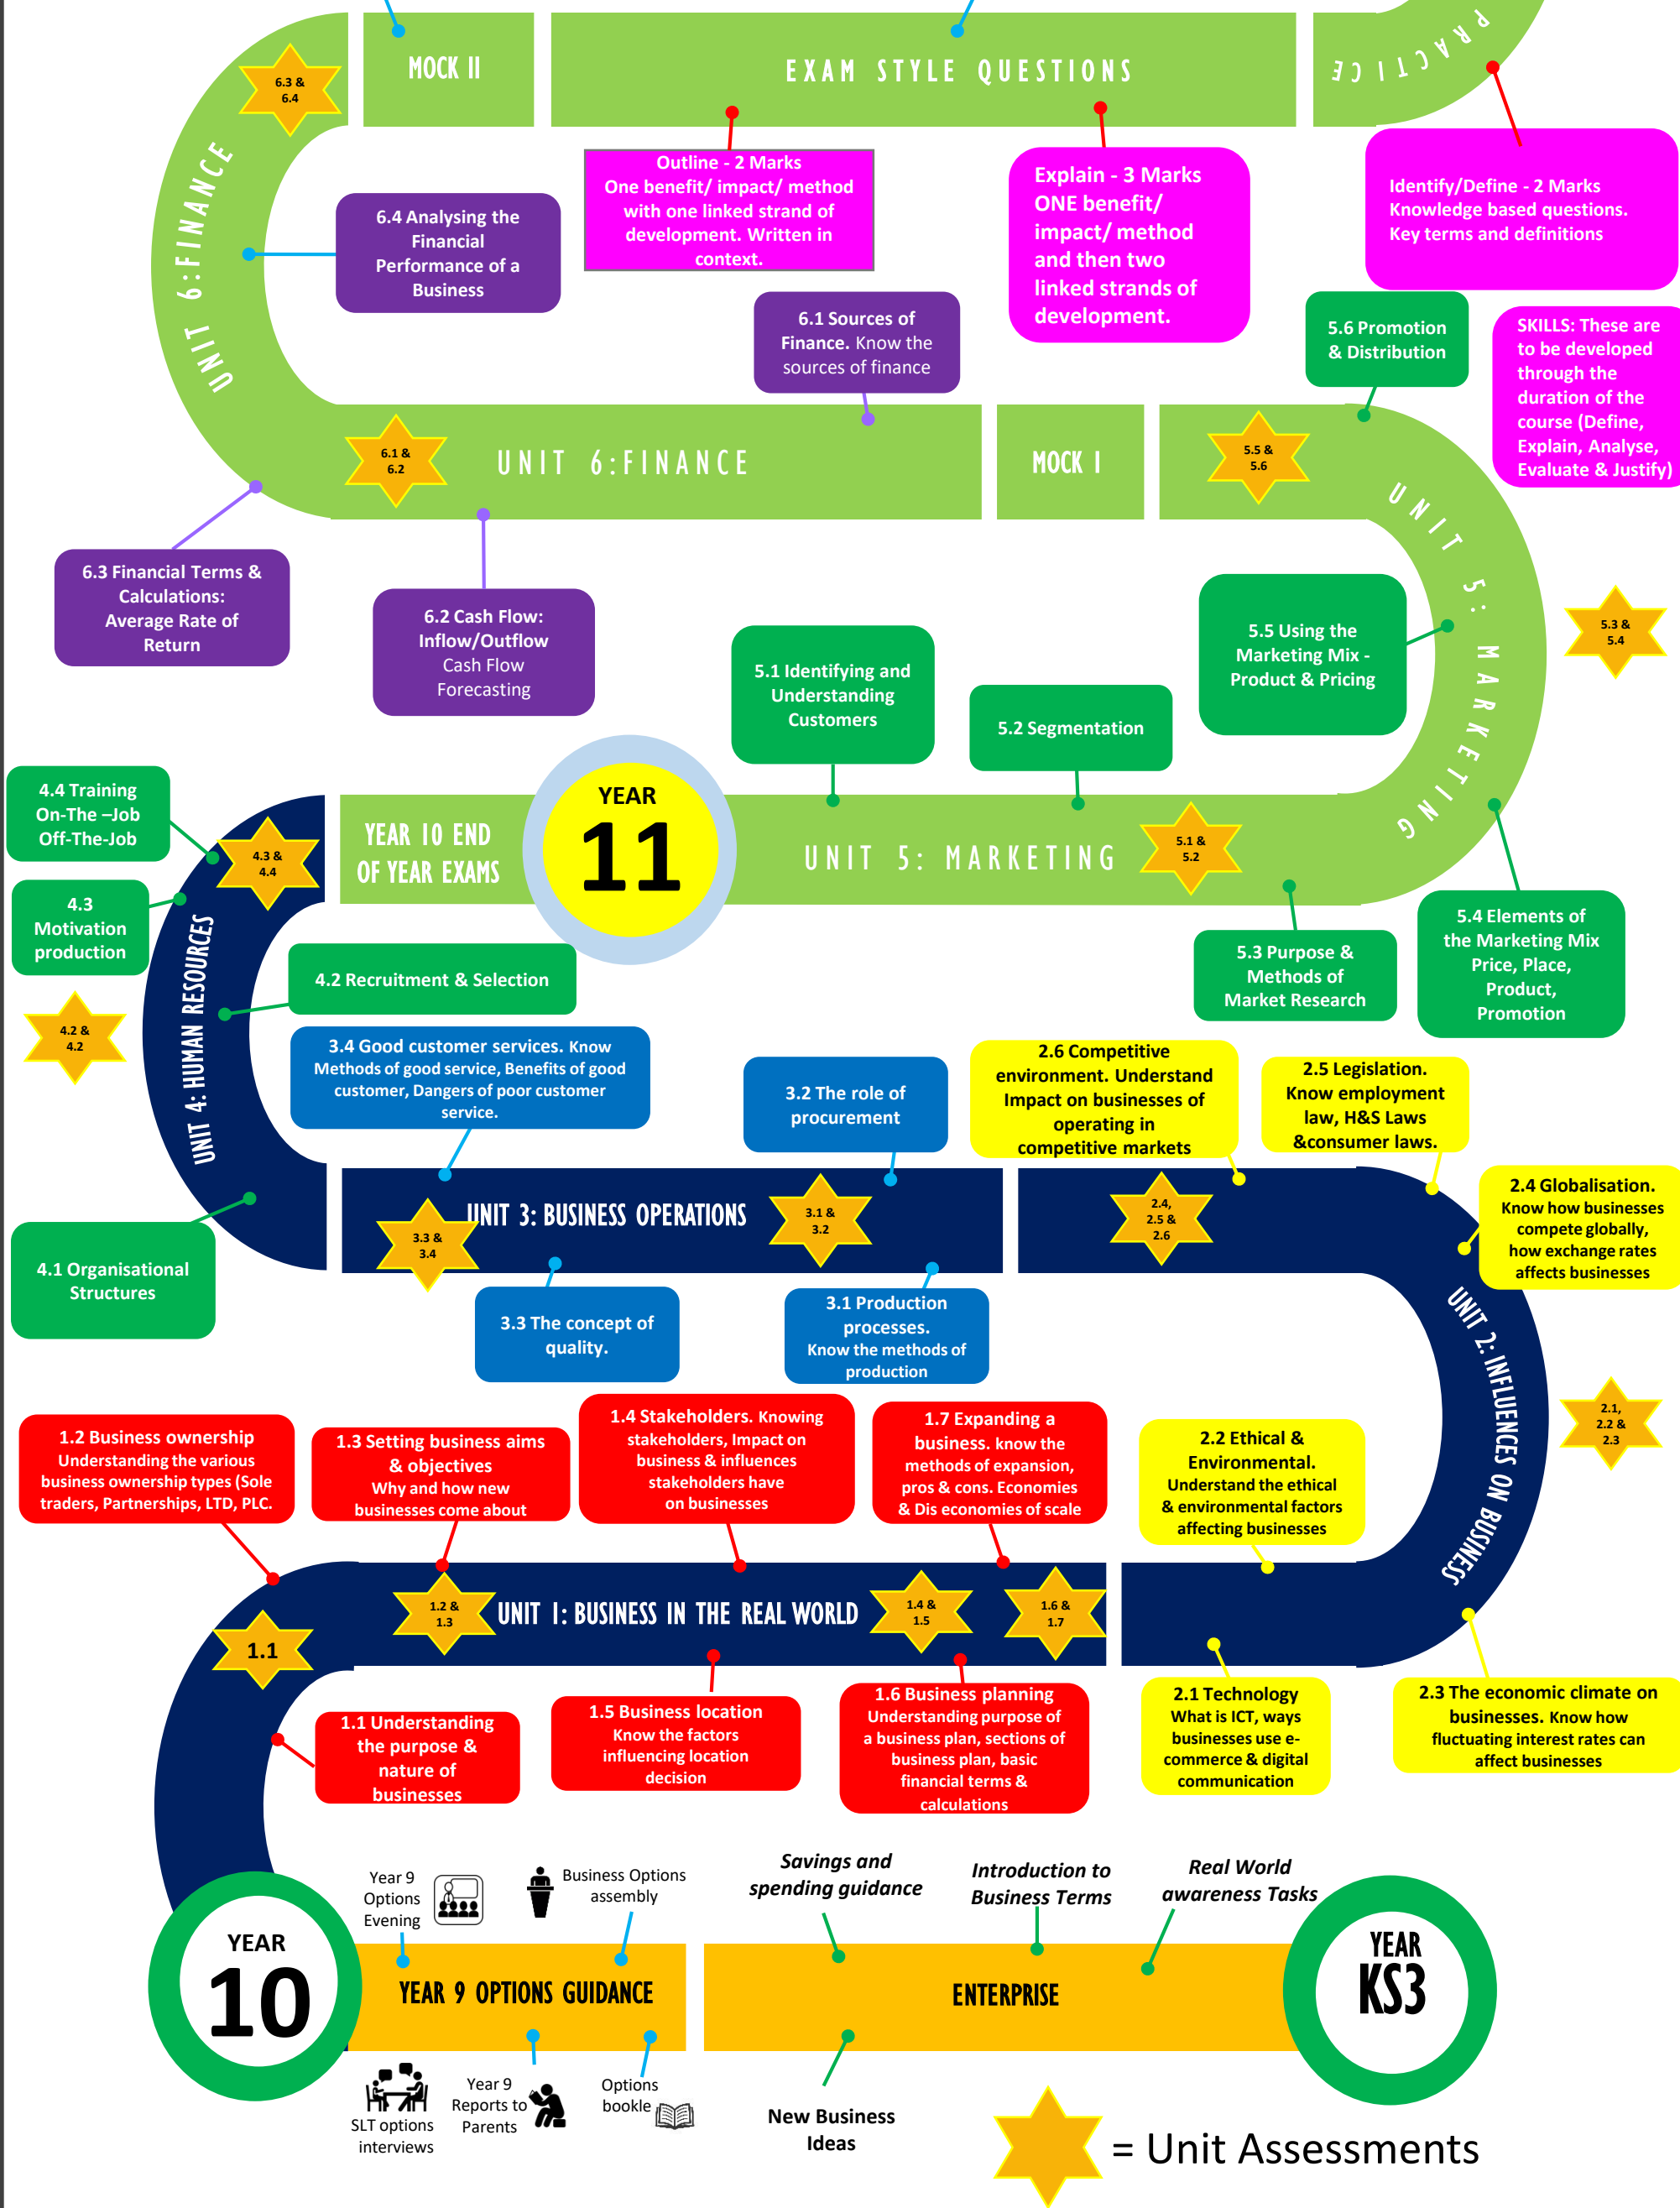 PRACTICE
EXAM STYLE QUESTIONS
MOCK II
6.3 &
6.4
Outline - 2 Marks
One benefit/ impact/ method
with one linked strand of
development. Written in
context.
Explain - 3 Marks
ONE benefit/
impact/ method
and then two
linked strands of
development.
Identify/Define - 2 Marks
Knowledge based questions.
Key terms and definitions
UNIT 6:FINANCE
6.4 Analysing the
Financial
Performance of a
Business
6.1 Sources of
Finance. Know the
sources of finance
5.6 Promotion
& Distribution
SKILLS: These are
to be developed
through the
duration of the
course (Define,
Explain, Analyse,
Evaluate & Justify)
6.1 &
6.2
UNIT 6:FINANCE
MOCK I
5.5 &
5.6
UNIT 5: MARKETING
6.3 Financial Terms &
Calculations:
Average Rate of
Return
6.2 Cash Flow:
Inflow/Outflow
Cash Flow
Forecasting
5.1 Identifying and
Understanding
Customers
5.2 Segmentation
5.5 Using the
Marketing Mix -
Product & Pricing
5.3 &
5.4
4.4 Training
On-The –Job
Off-The-Job
4.3 &
4.4
YEAR 10 END
OF YEAR EXAMS
YEAR
11
UNIT 5: MARKETING
5.1 &
5.2
4.3
Motivation
production
4.2 Recruitment & Selection
5.3 Purpose &
Methods of
Market Research
5.4 Elements of
the Marketing Mix
Price, Place,
Product,
Promotion
4.2 &
4.2
UNIT 4: HUMAN RESOURCES
3.4 Good customer services. Know
Methods of good service, Benefits of good
customer, Dangers of poor customer
service.
3.2 The role of
procurement
2.6 Competitive
environment. Understand
Impact on businesses of
operating in
competitive markets
2.5 Legislation.
Know employment
law, H&S Laws
&consumer laws.
2.4 Globalisation.
Know how businesses
compete globally,
how exchange rates
affects businesses
3.3 &
3.4
UNIT 3: BUSINESS OPERATIONS
3.1 &
3.2
2.4,
2.5 &
2.6
4.1 Organisational
Structures
3.3 The concept of
quality.
3.1 Production
processes.
Know the methods of
production
UNIT 2: INFLUENCES ON BUSINESS
2.1,
2.2 &
2.3
1.2 Business ownership
Understanding the various
business ownership types (Sole
traders, Partnerships, LTD, PLC.
1.3 Setting business aims
& objectives
Why and how new
businesses come about
1.4 Stakeholders. Knowing
stakeholders, Impact on
business & influences
stakeholders have
on businesses
1.7 Expanding a
business. know the
methods of expansion,
pros & cons. Economies
& Dis economies of scale
2.2 Ethical &
Environmental.
Understand the ethical
& environmental factors
affecting businesses
1.1
1.2 &
1.3
UNIT 1: BUSINESS IN THE REAL WORLD
1.4 &
1.5
1.6 &
1.7
1.1 Understanding
the purpose &
nature of
businesses
1.5 Business location
Know the factors
influencing location
decision
1.6 Business planning
Understanding purpose of
a business plan, sections of
business plan, basic
financial terms &
calculations
2.1 Technology
What is ICT, ways
businesses use e-
commerce & digital
communication
2.3 The economic climate on
businesses. Know how
fluctuating interest rates can
affect businesses
Year 9
Options
Evening
Business Options
assembly
Savings and
spending guidance
Introduction to
Business Terms
Real World
awareness Tasks
YEAR
10
YEAR 9 OPTIONS GUIDANCE
ENTERPRISE
YEAR
KS3
SLT options
interviews
Year 9
Reports to
Parents
Options
bookle
New Business
Ideas
= Unit Assessments